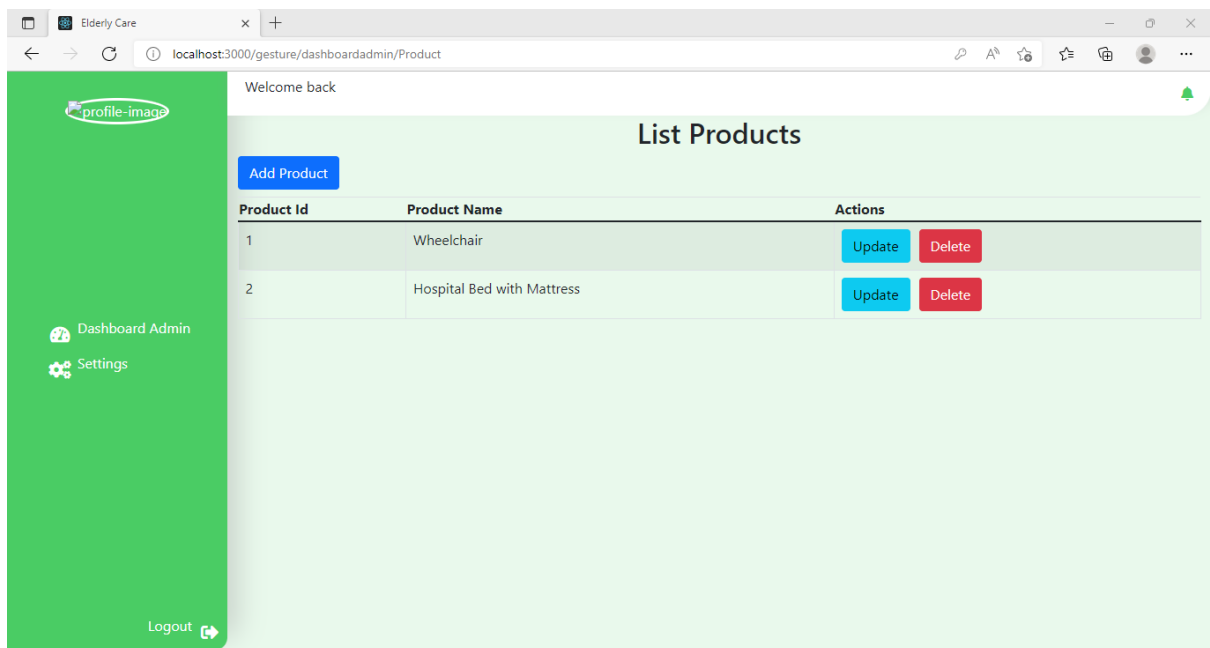 Elderly Care
localhost:3000/gesture/dashboardadmin/Product
profile-image
Dashboard Admin
Settings
Logout
Welcome back
List Products
Add Product
Product Id Product Name Actions
1 Wheelchair Update Delete
2 Hospital Bed with Mattress Update Delete